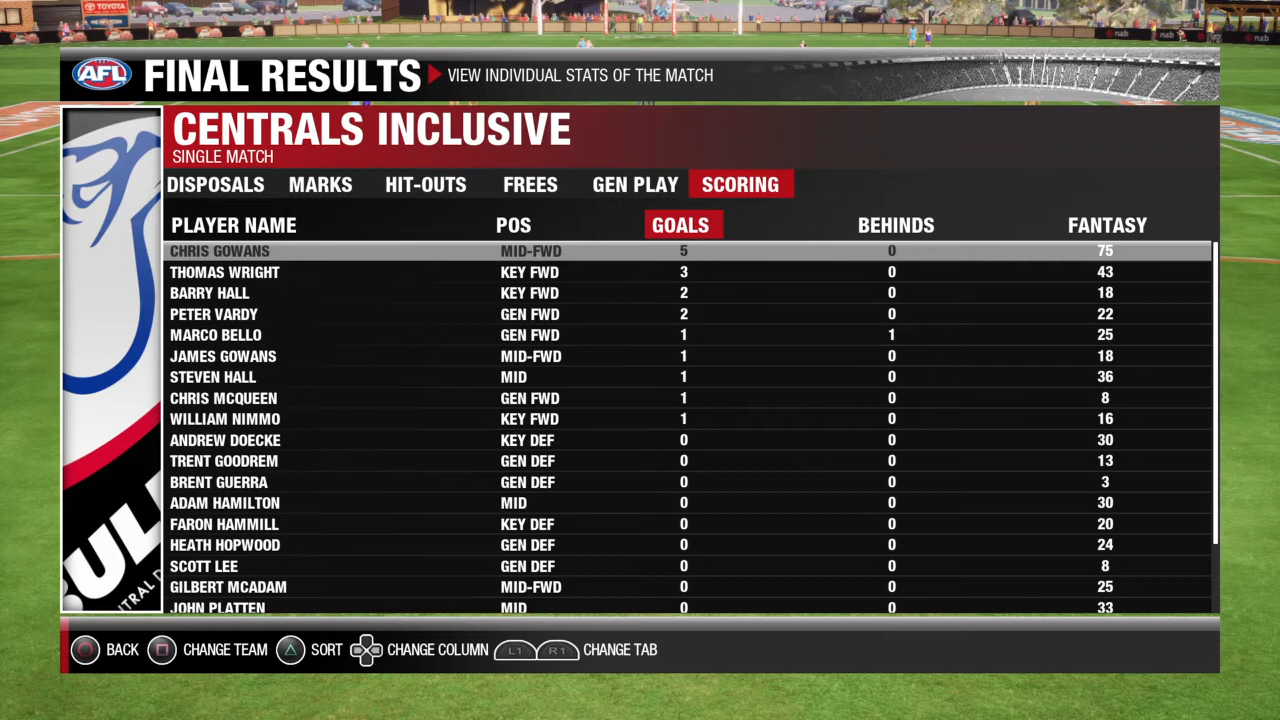 TOYOTA
nab nab nab
AFL FINAL RESULTS VIEW INDIVIDUAL STATS OF THE MATCH
CENTRALS INCLUSIVE
SINGLE MATCH
DISPOSALS MARKS HIT-OUTS FREES GEN PLAY SCORING
PLAYER NAME POS GOALS BEHINDS FANTASY
CHRIS GOWANS MID-FWD 5 0 75
THOMAS WRIGHT KEY FWD 3 0 43
BARRY HALL KEY FWD 2 0 18
PETER VARDY GEN FWD 2 0 22
MARCO BELLO GEN FWD 1 1 25
JAMES GOWANS MID-FWD 1 0 18
STEVEN HALL MID 1 0 36
CHRIS MCQUEEN GEN FWD 1 0 8
WILLIAM NIMMO KEY FWD 1 0 16
ANDREW DOECKE KEY DEF 0 0 30
TRENT GOODREM GEN DEF 0 0 13
BRENT GUERRA GEN DEF 0 0 3
ADAM HAMILTON MID 0 0 30
FARON HAMMILL KEY DEF 0 0 20
HEATH HOPWOOD GEN DEF 0 0 24
SCOTT LEE GEN DEF 0 0 8
GILBERT MCADAM MID-FWD 0 0 25
JOHN PLATTEN MID 0 0 33
BACK CHANGE TEAM SORT CHANGE COLUMN L1 R1 CHANGE TAB